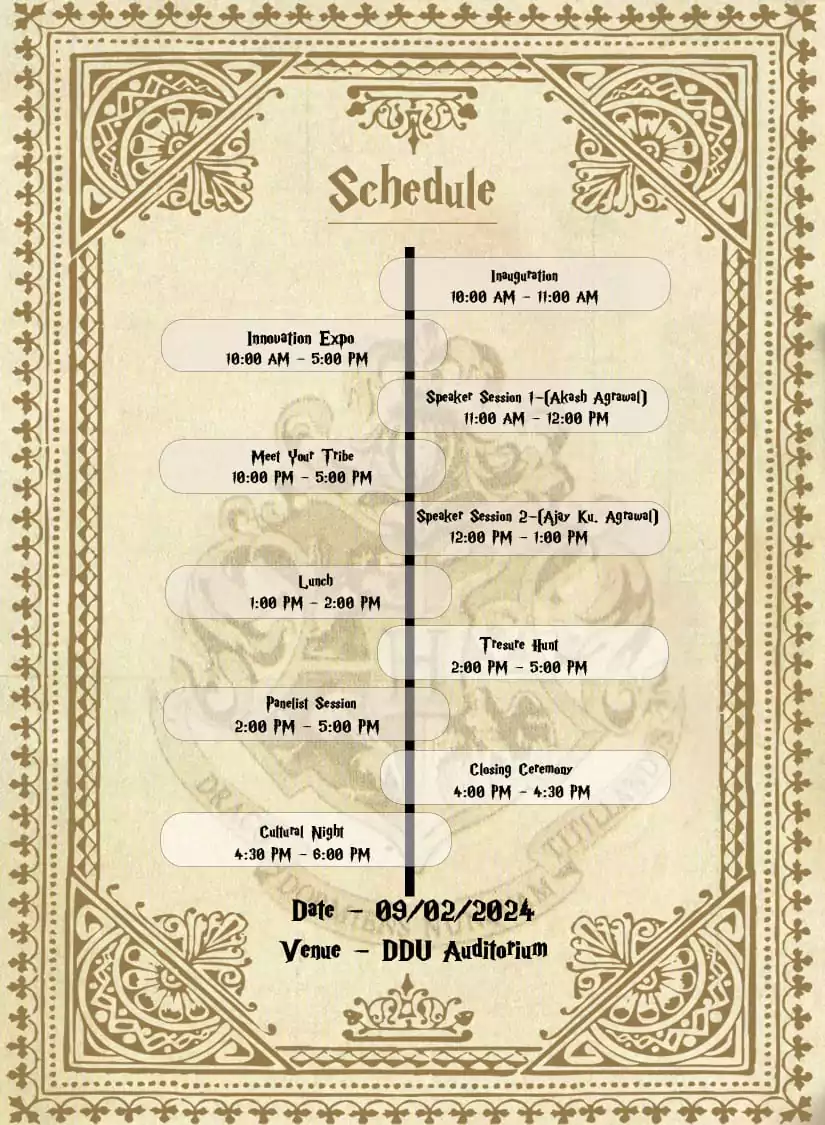 Schedule
Inauguration
10:00 AM - 11:00 AM
Innovation Expo
10:00 AM - 5:00 PM
Speaker Session 1-(Akash Agrawal)
11:00 AM - 12:00 PM
Meet Your Tribe
10:00 PM - 5:00 PM
Speaker Session 2-(Ajay Ku. Agrawal)
12:00 PM - 1:00 PM
Lunch
1:00 PM - 2:00 PM
Tresure Hunt
2:00 PM - 5:00 PM
Panelist Session
2:00 PM - 5:00 PM
Closing Ceremony
4:00 PM - 4:30 PM
Cultural Night
4:30 PM - 6:00 PM
Date - 09/02/2024
Venue - DDU Auditorium